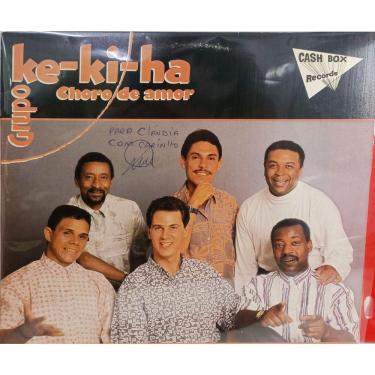 Grupo
ke-ki-ha
Choro de amor
CASH BOX
Records
PARA CLAUDIA
COM CARINHO